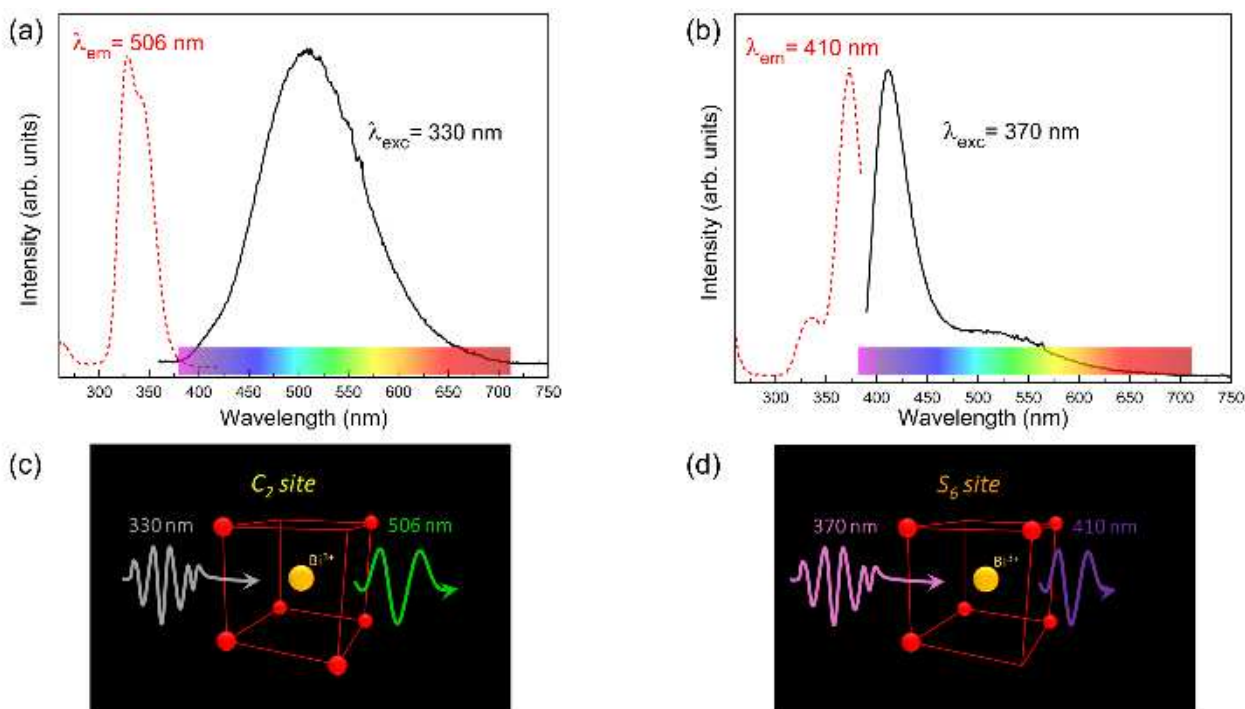 (a)
λem= 506 nm
λexc= 330 nm
Intensity (arb. units)
300 350 400 450 500 550 600 650 700 750
Wavelength (nm)
(b)
λem= 410 nm
λexc= 370 nm
Intensity (arb. units)
300 350 400 450 500 550 600 650 700 750
Wavelength (nm)
(c)
C2 site
330 nm
506 nm
Bi3+
(d)
S6 site
370 nm
410 nm
Bi3+